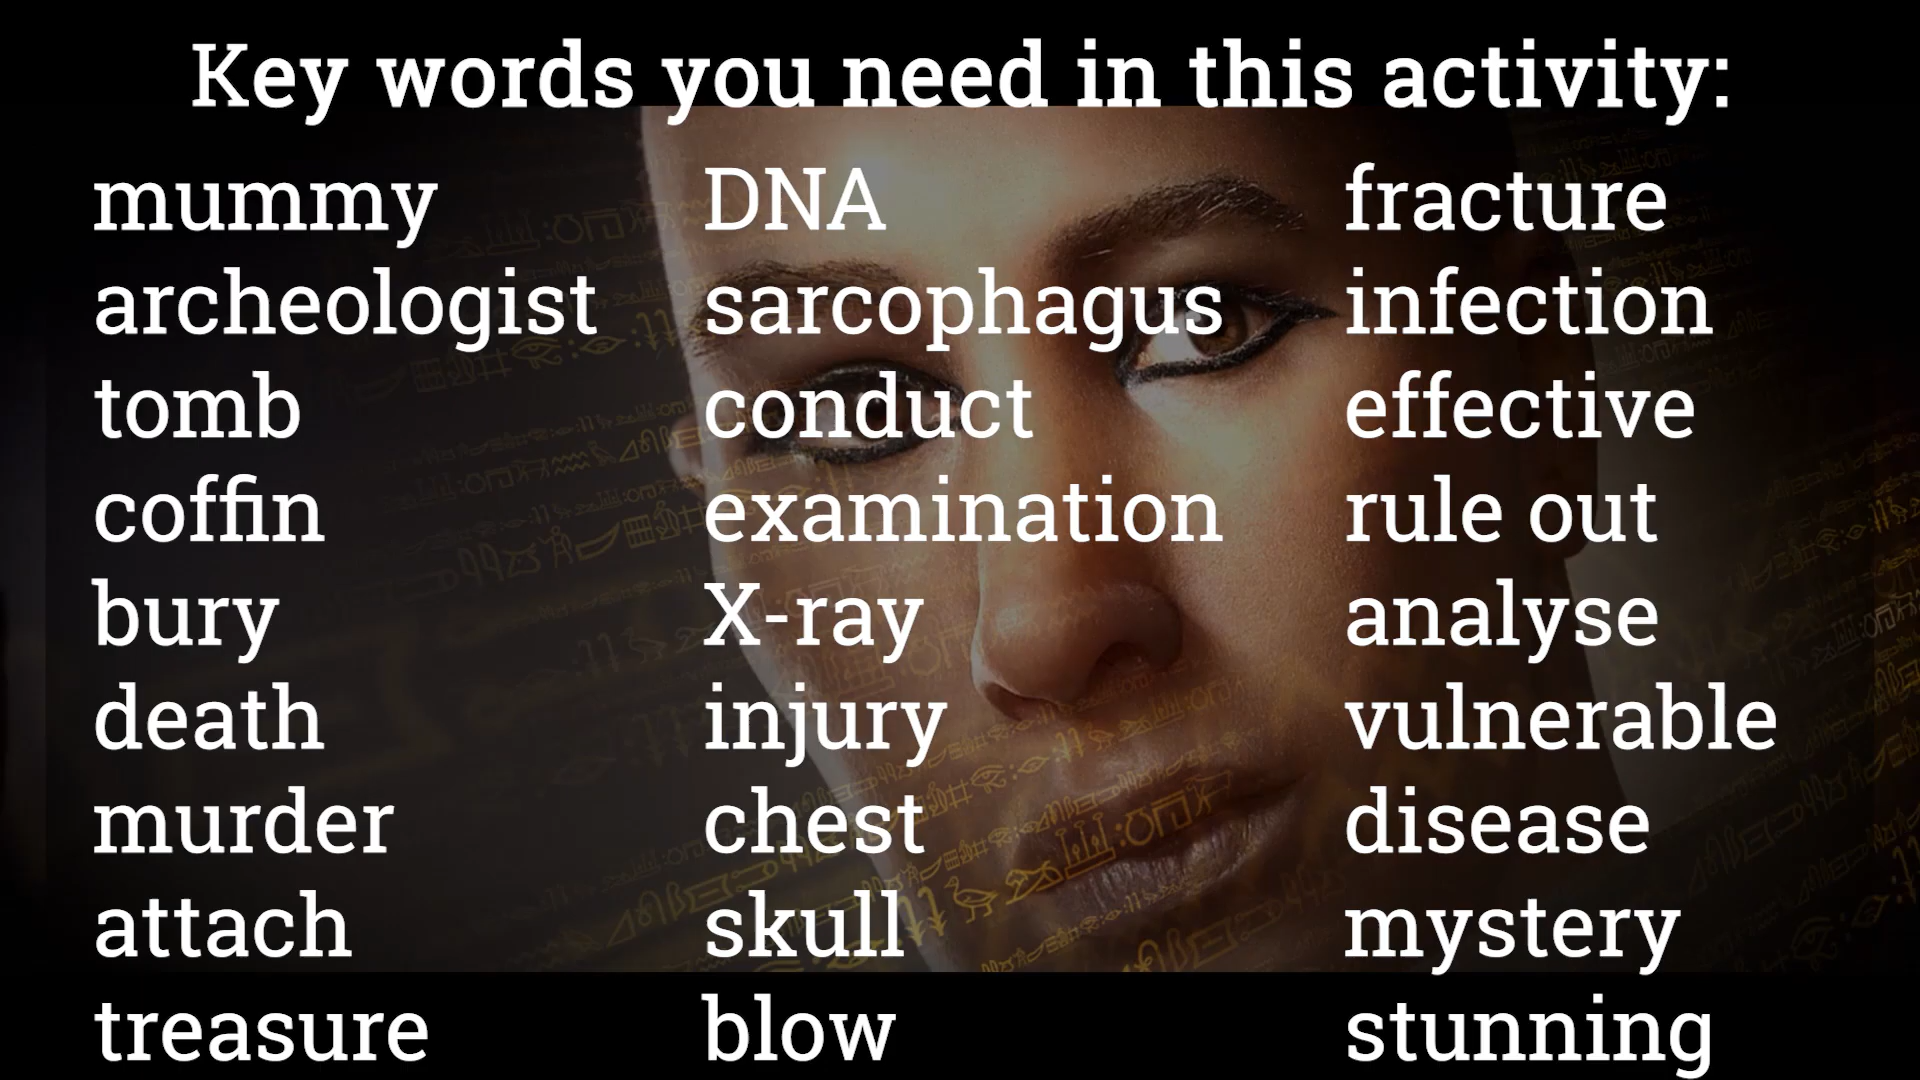 Key words you need in this activity:
mummy
archeologist
tomb
coffin
bury
death
murder
attach
treasure
DNA
sarcophagus
conduct
examination
X-ray
injury
chest
skull
blow
fracture
infection
effective
rule out
analyse
vulnerable
disease
mystery
stunning